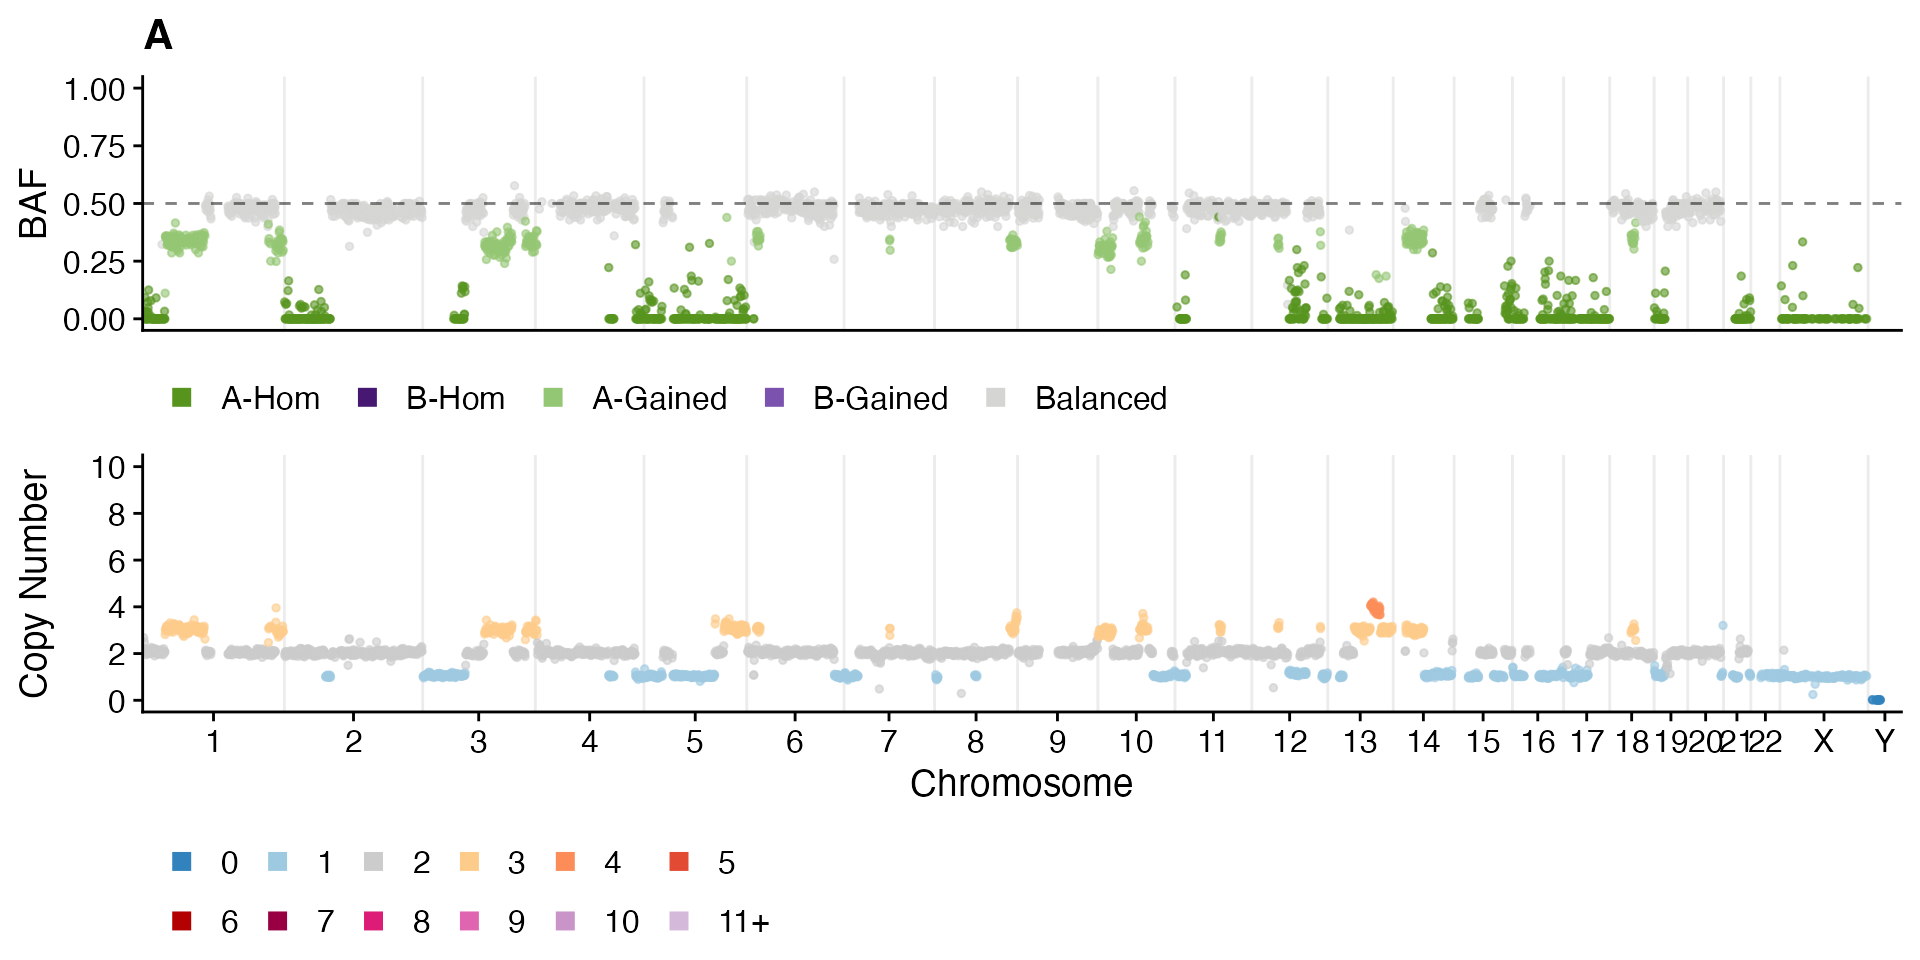 A
BAF
1.00
0.75
0.50
0.25
0.00
A-Hom B-Hom A-Gained B-Gained Balanced
Copy Number
10
8
6
4
2
0
1 2 3 4 5 6 7 8 9 10 11 12 13 14 15 16 17 18 19 20 21 22 X Y
Chromosome
0 1 2 3 4 5
6 7 8 9 10 11+